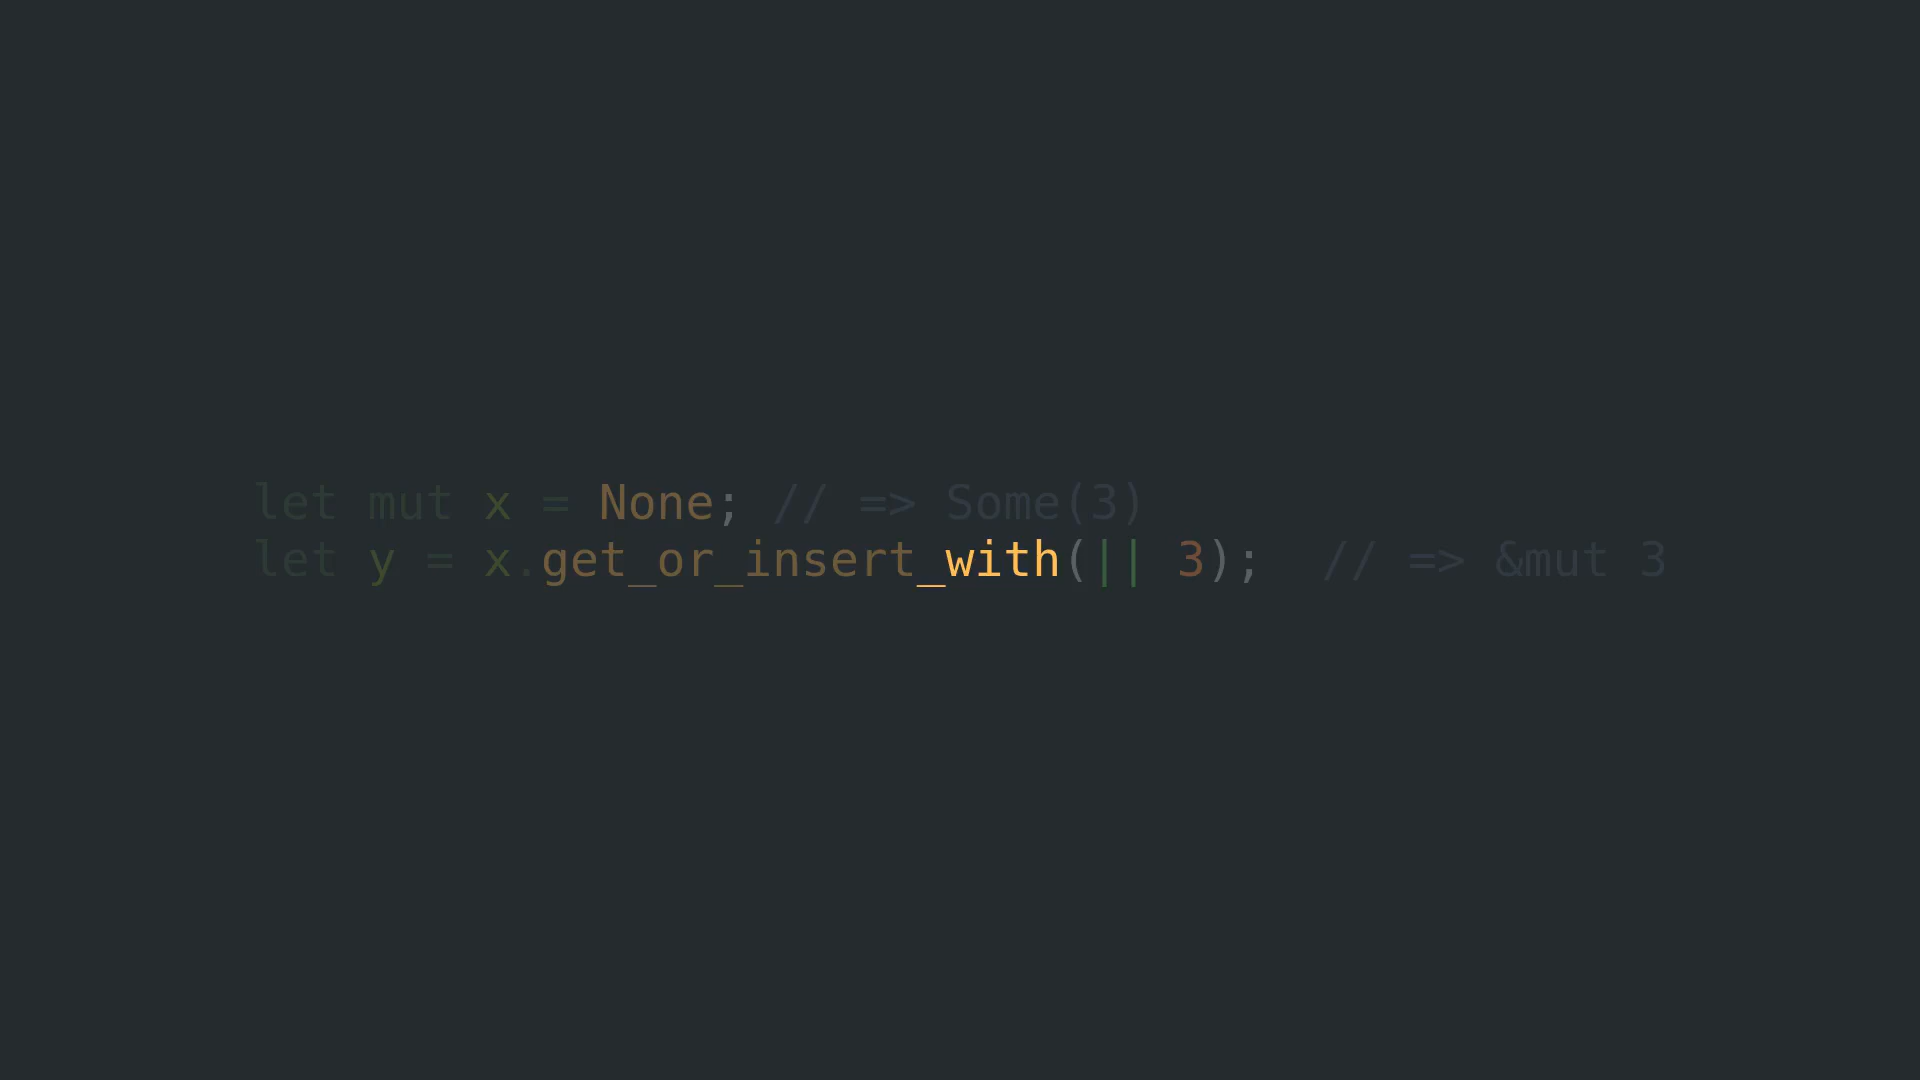 let mut x = None; // => Some(3)
let y = x.get_or_insert_with(|| 3);  // => &mut 3